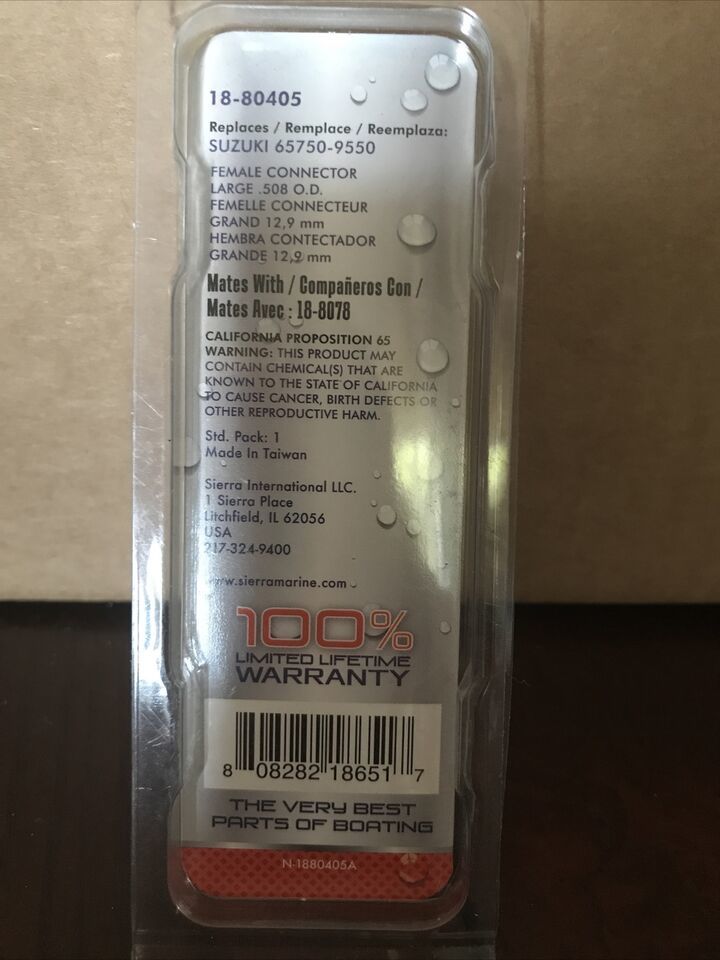 18-80405
Replaces / Remplace / Reemplaza:
SUZUKI 65750-9550
FEMALE CONNECTOR
LARGE .508 O.D.
FEMELLE CONNECTEUR
GRAND 12,9 mm
HEMBRA CONTECTADOR
GRANDE 12,9 mm
Mates With / Compañeros Con /
Mates Avec : 18-8078
CALIFORNIA PROPOSITION 65
WARNING: THIS PRODUCT MAY
CONTAIN CHEMICAL(S) THAT ARE
KNOWN TO THE STATE OF CALIFORNIA
TO CAUSE CANCER, BIRTH DEFECTS OR
OTHER REPRODUCTIVE HARM.
Std. Pack: 1
Made In Taiwan
Sierra International LLC.
1 Sierra Place
Litchfield, IL 62056
USA
217-324-9400
www.sierramarine.com
100%
LIMITED LIFETIME
WARRANTY
8 08282 18651 7
THE VERY BEST
PARTS OF BOATING
N-1880405A